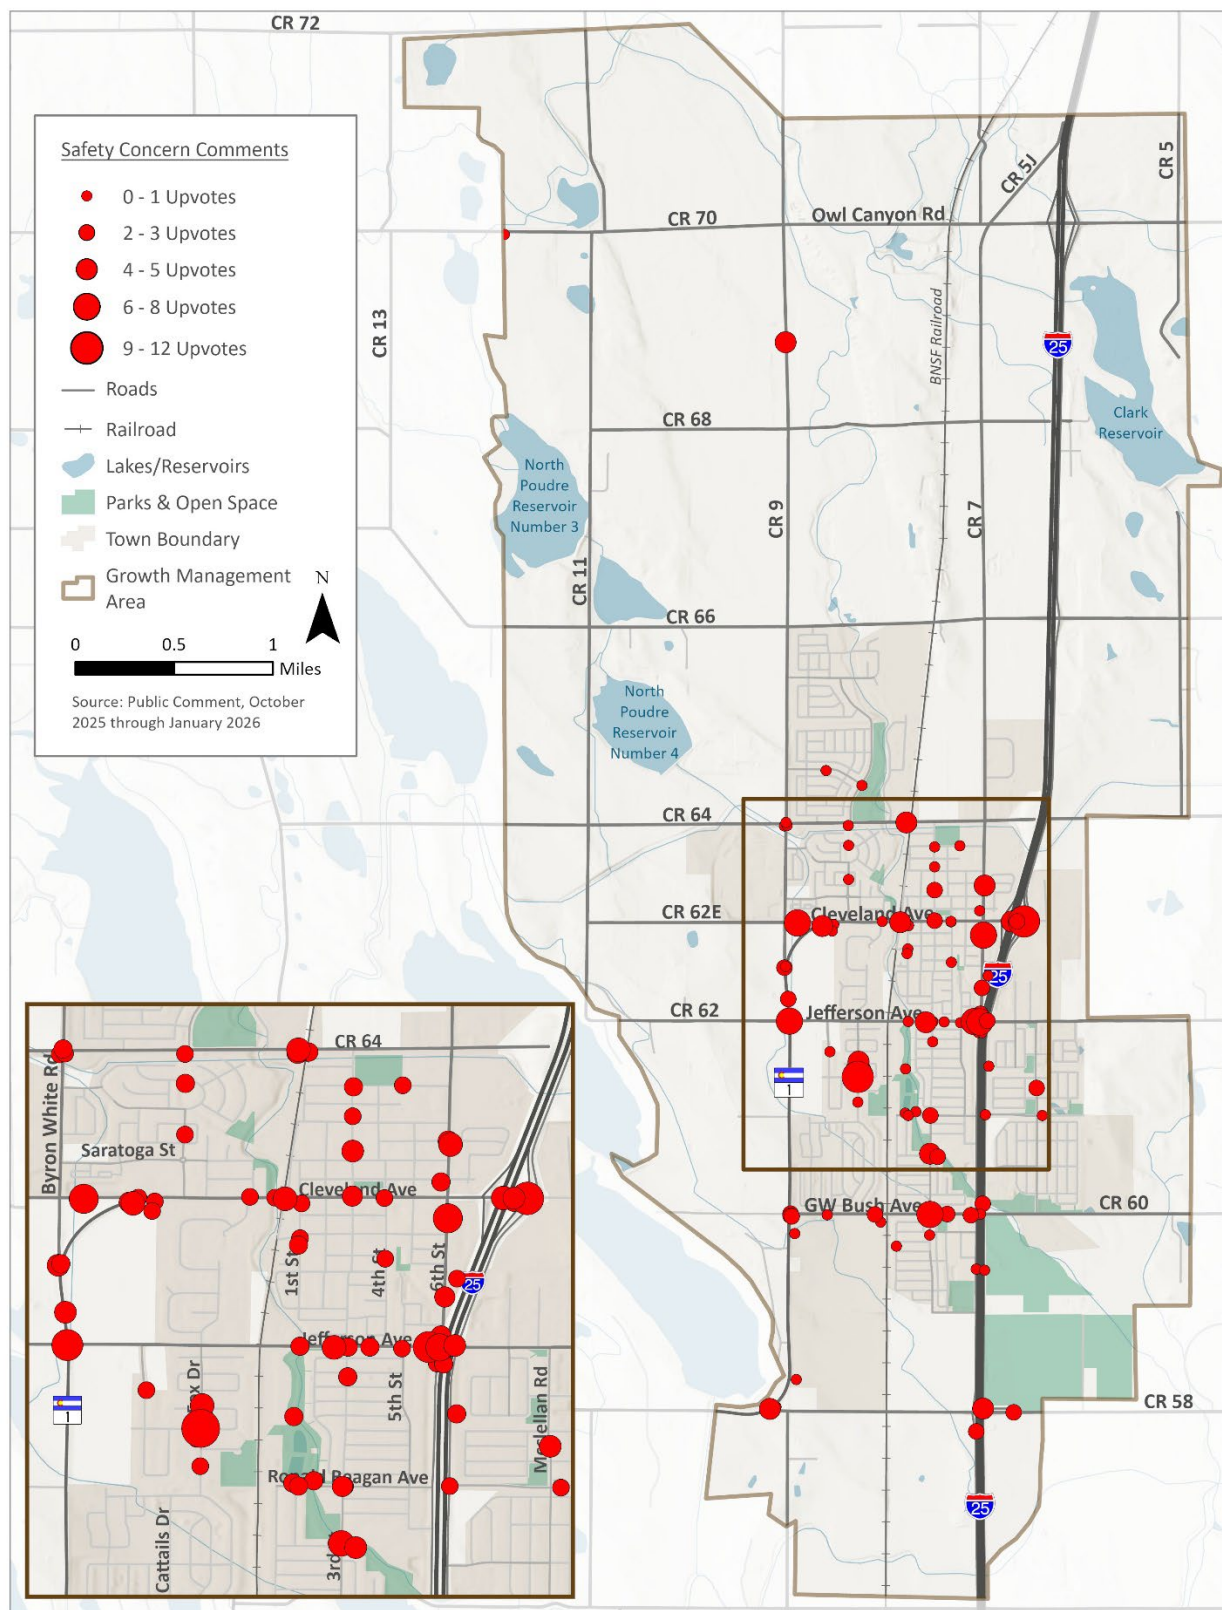 CR 72
Safety Concern Comments
0 - 1 Upvotes
2 - 3 Upvotes
4 - 5 Upvotes
6 - 8 Upvotes
9 - 12 Upvotes
Roads
Railroad
Lakes/Reservoirs
Parks & Open Space
Town Boundary
Growth Management
Area
N
0 0.5 1
Miles
Source: Public Comment, October
2025 through January 2026
CR 5J
CR 5
CR 70
Owl Canyon Rd
CR 13
BNSF Railroad
25
Clark
Reservoir
CR 68
North
Poudre
Reservoir
Number 3
CR 9
CR 7
CR 11
CR 66
North
Poudre
Reservoir
Number 4
CR 64
CR 62E
Cleveland Ave
25
CR 62
Jefferson Ave
1
GW Bush Ave
CR 60
CR 58
25
CR 64
Byron White Rd
Saratoga St
Cleveland Ave
1st St
4th St
6th St
25
Jefferson Ave
Fox Dr
5th St
Mcclellan Rd
1
Ronald Reagan Ave
Cattails Dr